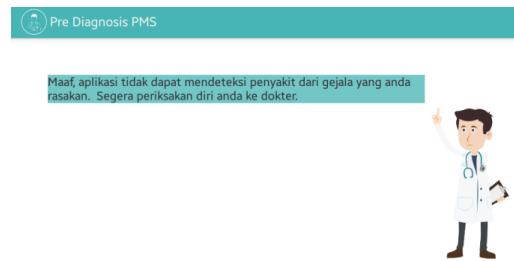 Pre Diagnosis PMS
Maaf, aplikasi tidak dapat mendeteksi penyakit dari gejala yang anda
rasakan. Segera periksakan diri anda ke dokter.